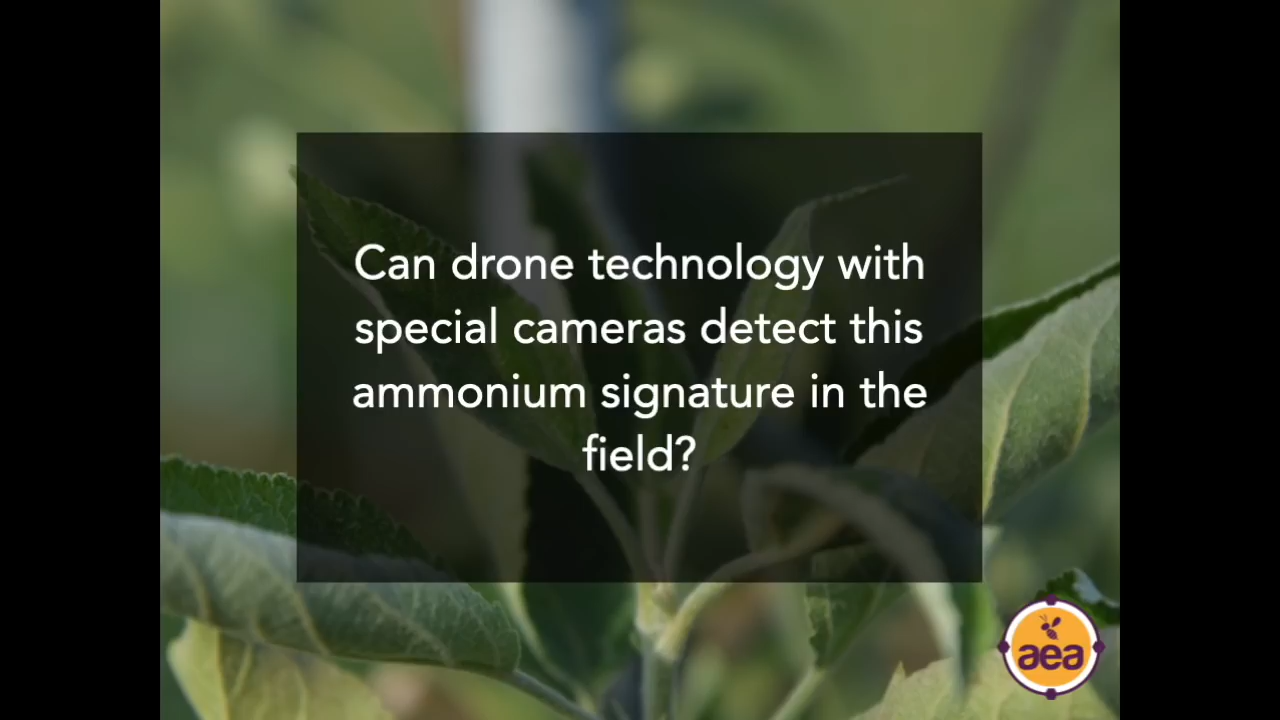 Can drone technology with
special cameras detect this
ammonium signature in the
field?
aea